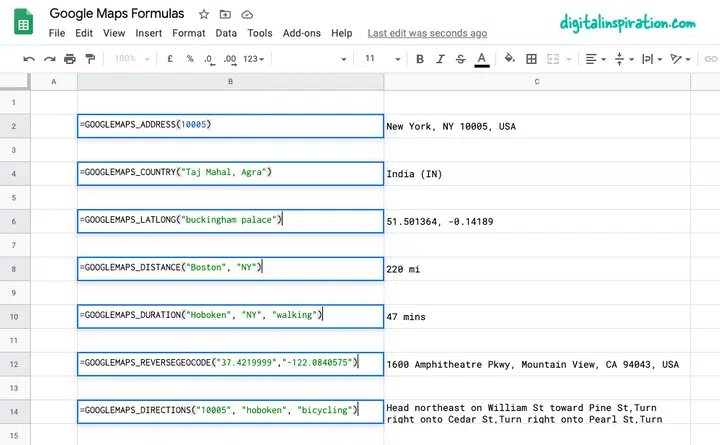 Google Maps Formulas
digitalinspiration.com
File Edit View Insert Format Data Tools Add-ons Help Last edit was seconds ago
100% £ % .0 .00 123 11 B I S A
A B C
1
2 =GOOGLEMAPS_ADDRESS(10005) New York, NY 10005, USA
3
4 =GOOGLEMAPS_COUNTRY("Taj Mahal, Agra") India (IN)
5
6 =GOOGLEMAPS_LATLONG("buckingham palace") 51.501364, -0.14189
7
8 =GOOGLEMAPS_DISTANCE("Boston", "NY") 220 mi
9
10 =GOOGLEMAPS_DURATION("Hoboken", "NY", "walking") 47 mins
11
12 =GOOGLEMAPS_REVERSEGEOCODE("37.4219999","-122.0840575") 1600 Amphitheatre Pkwy, Mountain View, CA 94043, USA
13
14 =GOOGLEMAPS_DIRECTIONS("10005", "hoboken", "bicycling") Head northeast on William St toward Pine St,Turn
right onto Cedar St,Turn right onto Pearl St,Turn
15